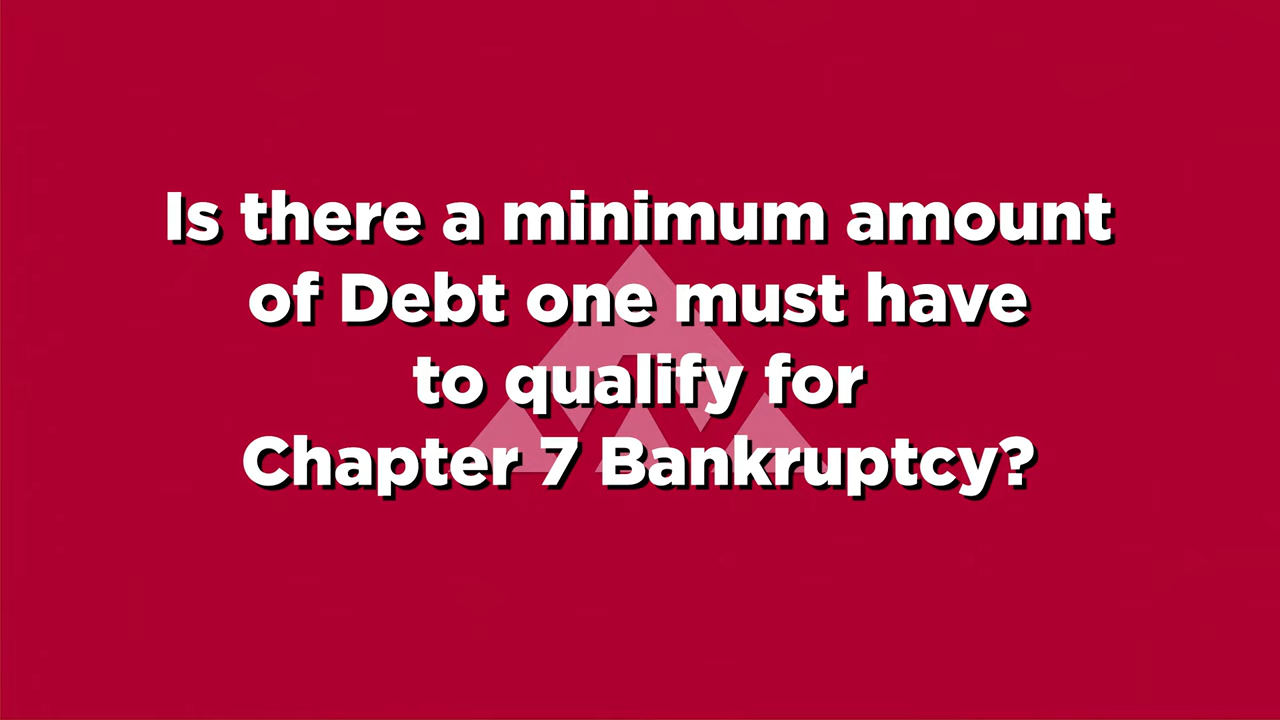 Is there a minimum amount
of Debt one must have
to qualify for
Chapter 7 Bankruptcy?